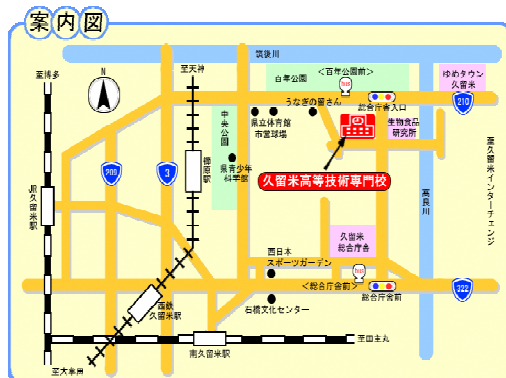 案内図
筑後川
至博多
N
至天神
百年公園
<百年公園前>
bus
ゆめタウン
久留米
うなぎの留さん
総合庁舎入口
210
中央公園
県立体育館
市営球場
生物食品
研究所
209
3
櫛原駅
県青少年
科学館
久留米高等技術専門校
至久留米インターチェンジ
高良川
JR久留米駅
久留米
総合庁舎
西日本
スポーツガーデン
bus
<総合庁舎前>
総合庁舎前
322
西鉄
久留米駅
石橋文化センター
南久留米駅
至田主丸
至大牟田